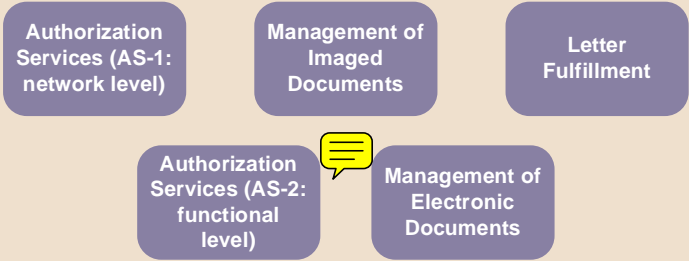 Authorization
Services (AS-1:
network level)
Management of
Imaged
Documents
Letter
Fulfillment
Authorization
Services (AS-2:
functional
level)
Management of
Electronic
Documents